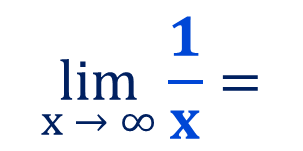 lim x → ∞ 1/x =